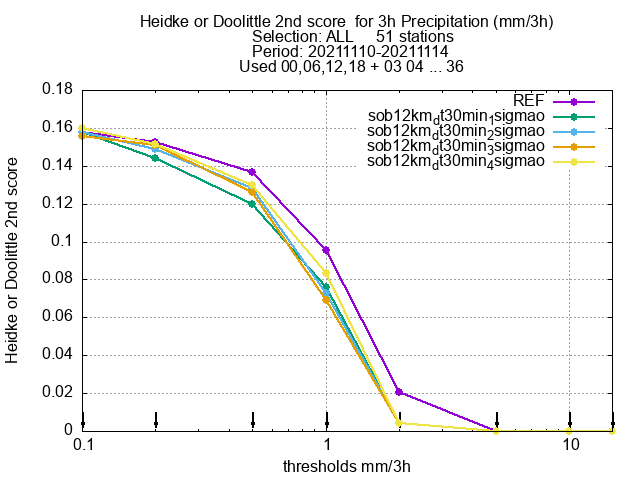 Heidke or Doolittle 2nd score  for 3h Precipitation (mm/3h)
Selection: ALL     51 stations
Period: 20211110-20211114
Used 00,06,12,18 + 03 04 ... 36
REF
sob12km_dt30min_1sigmao
sob12km_dt30min_2sigmao
sob12km_dt30min_3sigmao
sob12km_dt30min_4sigmao
0.18
0.16
0.14
0.12
0.1
0.08
0.06
0.04
0.02
0
Heidke or Doolittle 2nd score
0.1 1 10
thresholds mm/3h